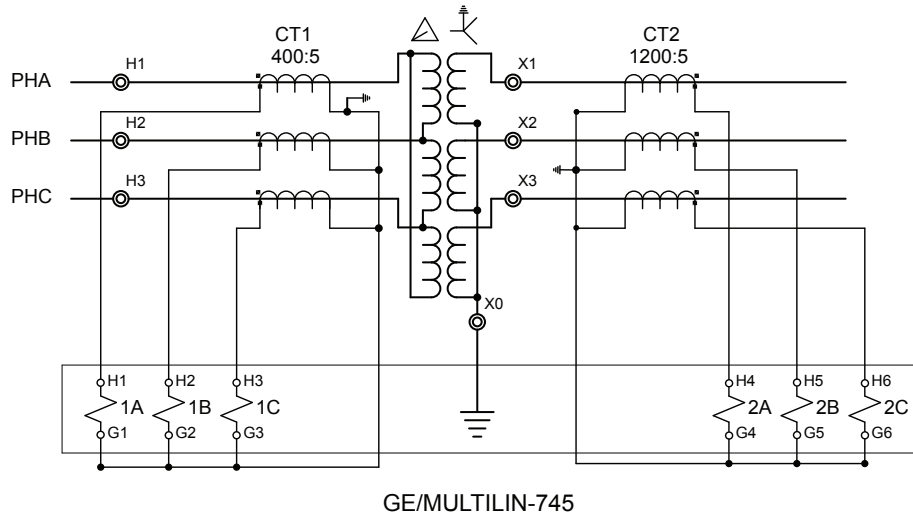 CT1
400:5
CT2
1200:5
PHA
H1
X1
PHB
H2
X2
PHC
H3
X3
X0
H1
H2
H3
H4
H5
H6
1A
1B
1C
2A
2B
2C
G1
G2
G3
G4
G5
G6
GE/MULTILIN-745